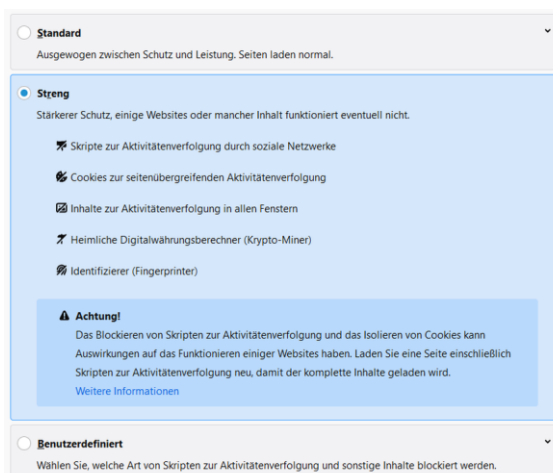 Standard
Ausgewogen zwischen Schutz und Leistung. Seiten laden normal.
Streng
Stärkerer Schutz, einige Websites oder mancher Inhalt funktioniert eventuell nicht.
Skripte zur Aktivitätenverfolgung durch soziale Netzwerke
Cookies zur seitenübergreifenden Aktivitätenverfolgung
Inhalte zur Aktivitätenverfolgung in allen Fenstern
Heimliche Digitalwährungsberechner (Krypto-Miner)
Identifizierer (Fingerprinter)
Achtung!
Das Blockieren von Skripten zur Aktivitätenverfolgung und das Isolieren von Cookies kann
Auswirkungen auf das Funktionieren einiger Websites haben. Laden Sie eine Seite einschließlich
Skripten zur Aktivitätenverfolgung neu, damit der komplette Inhalte geladen wird.
Weitere Informationen
Benutzerdefiniert
Wählen Sie, welche Art von Skripten zur Aktivitätenverfolgung und sonstige Inhalte blockiert werden.